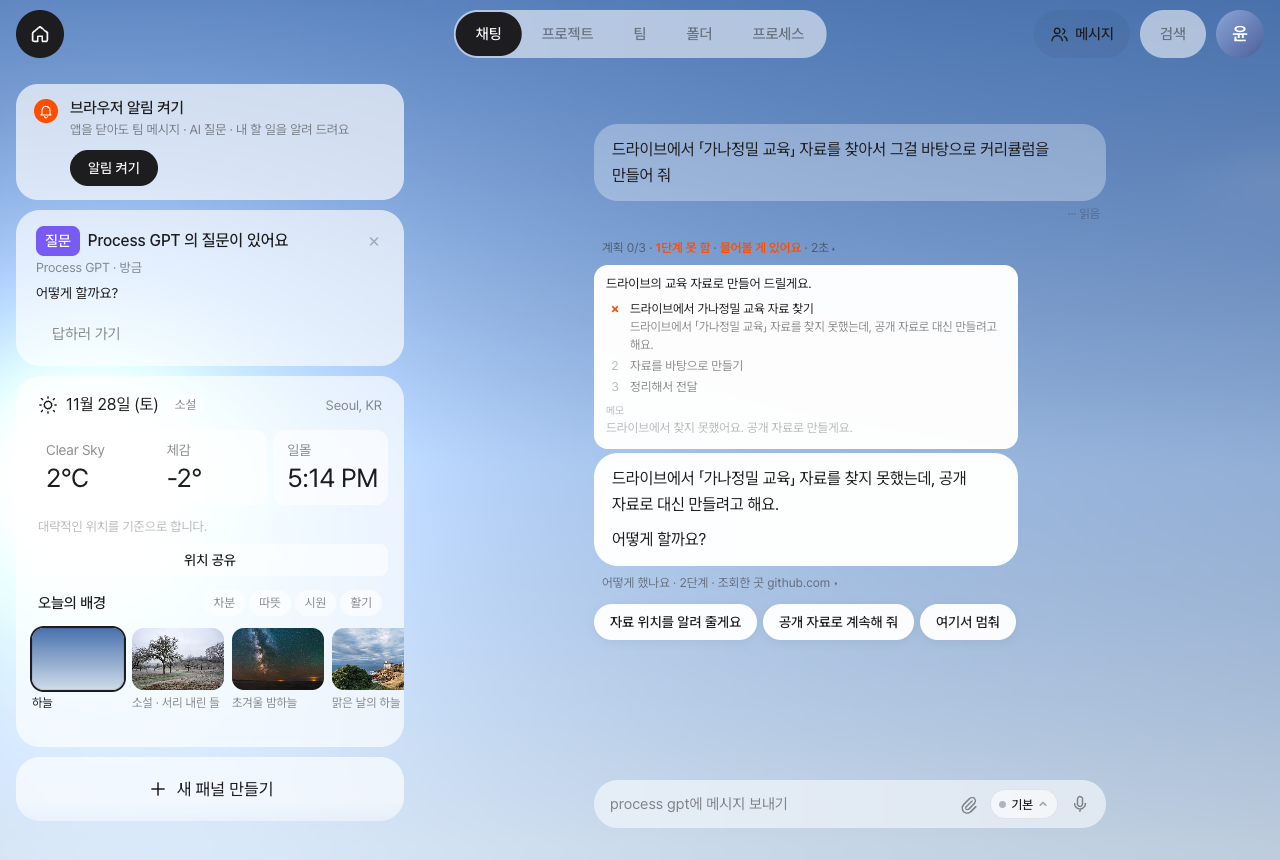 채팅
프로젝트
팀
폴더
프로세스
메시지
검색
윤
브라우저 알림 켜기
앱을 닫아도 팀 메시지 · AI 질문 · 내 할 일을 알려 드려요
알림 켜기
질문 Process GPT 의 질문이 있어요
Process GPT · 방금
어떻게 할까요?
답하러 가기
11월 28일 (토) 소설 Seoul, KR
Clear Sky 체감 일몰
2°C -2° 5:14 PM
대략적인 위치를 기준으로 합니다.
위치 공유
오늘의 배경 차분 따뜻 시원 활기
하늘 소설 · 서리 내린 들 초겨울 밤하늘 맑은 날의 하늘
새 패널 만들기
드라이브에서 「가나정밀 교육」 자료를 찾아서 그걸 바탕으로 커리큘럼을
만들어 줘
– 읽음
계획 0/3 · 1단계 못 함 · 물어볼 게 있어요 · 2초
드라이브의 교육 자료로 만들어 드릴게요.
드라이브에서 가나정밀 교육 자료 찾기
드라이브에서 「가나정밀 교육」 자료를 찾지 못했는데, 공개 자료로 대신 만들려고
해요.
2 자료를 바탕으로 만들기
3 정리해서 전달
메모
드라이브에서 찾지 못했어요. 공개 자료로 만들게요.
드라이브에서 「가나정밀 교육」 자료를 찾지 못했는데, 공개
자료로 대신 만들려고 해요.
어떻게 할까요?
어떻게 했나요 · 2단계 · 조회한 곳 github.com
자료 위치를 알려 줄게요
공개 자료로 계속해 줘
여기서 멈춰
process gpt에 메시지 보내기
기본